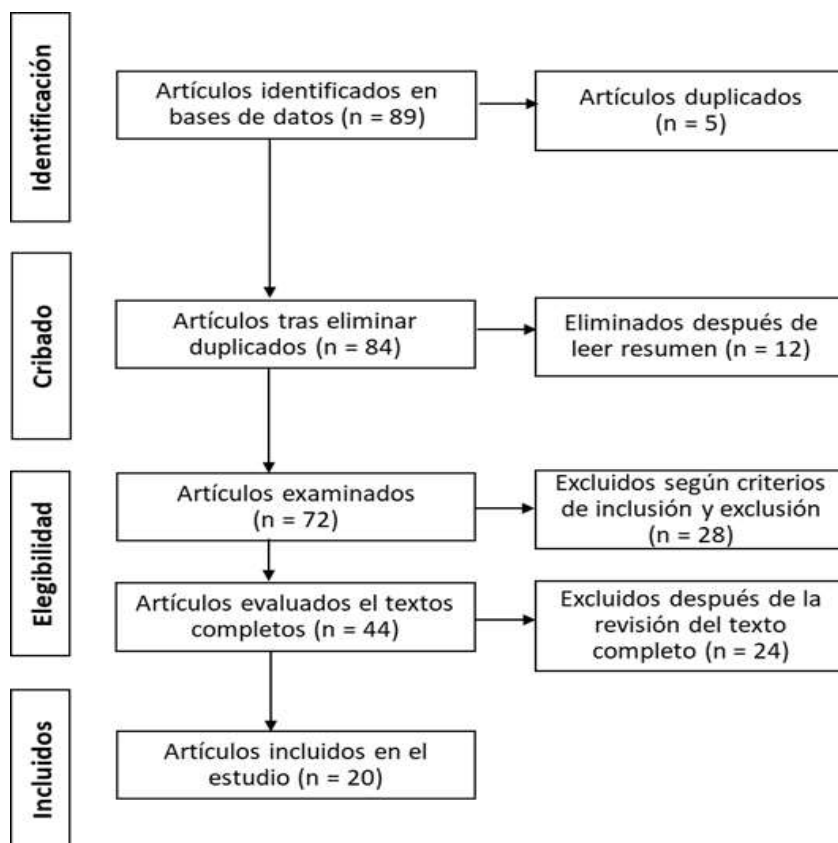 Identificación
Artículos identificados en
bases de datos (n = 89)
Artículos duplicados
(n = 5)
Cribado
Artículos tras eliminar
duplicados (n = 84)
Eliminados después de
leer resumen (n = 12)
Elegibilidad
Artículos examinados
(n = 72)
Excluidos según criterios
de inclusión y exclusión
(n = 28)
Artículos evaluados el textos
completos (n = 44)
Excluidos después de la
revisión del texto
completo (n = 24)
Incluidos
Artículos incluidos en el
estudio (n = 20)